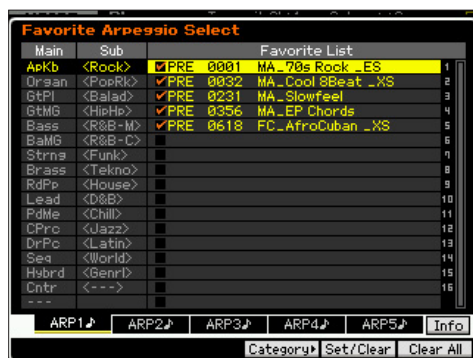 Favorite Arpeggio Select
Main Sub Favorite List
ApKb <Rock> PRE 0001 MA_70s Rock _ES 1
Organ <PopRk> PRE 0032 MA_Cool 8Beat _XS 2
GtPl <Balad> PRE 0231 MA_Slowfeel 3
GtMG <HipHp> PRE 0356 MA_EP Chords 4
Bass <R&B-M> PRE 0618 FC_AfroCuban _XS 5
BaMG <R&B-C> 6
Strng <Funk> 7
Brass <Tekno> 8
RdPp <House> 9
Lead <D&B> 10
PdMe <Chill> 11
CPrc <Jazz> 12
DrPc <Latin> 13
Seq <World> 14
Hybrd <Genrl> 15
Cntr <---> 16
---
ARP1♪ ARP2♪ ARP3♪ ARP4♪ ARP5♪ Info
Category▸ Set/Clear Clear All